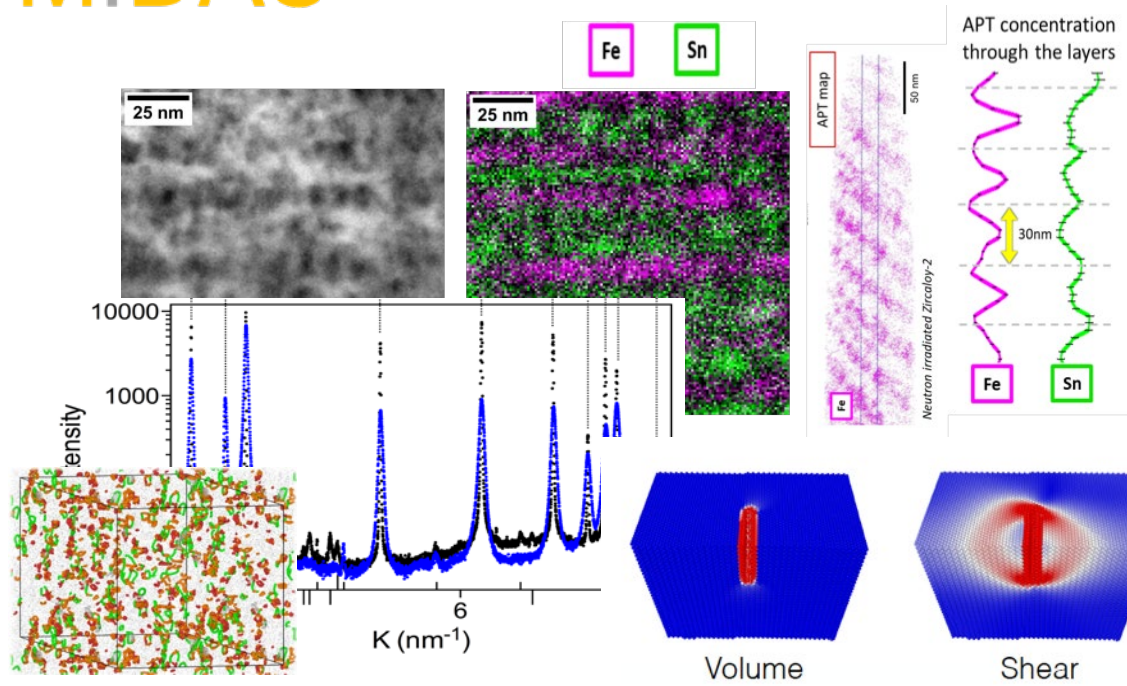 Fe
Sn
APT concentration
through the layers
25 nm
25 nm
APT map
50 nm
30nm
Neutron irradiated Zircaloy-2
Fe
Fe
Sn
10000
1000
6
K (nm⁻¹)
Volume
Shear